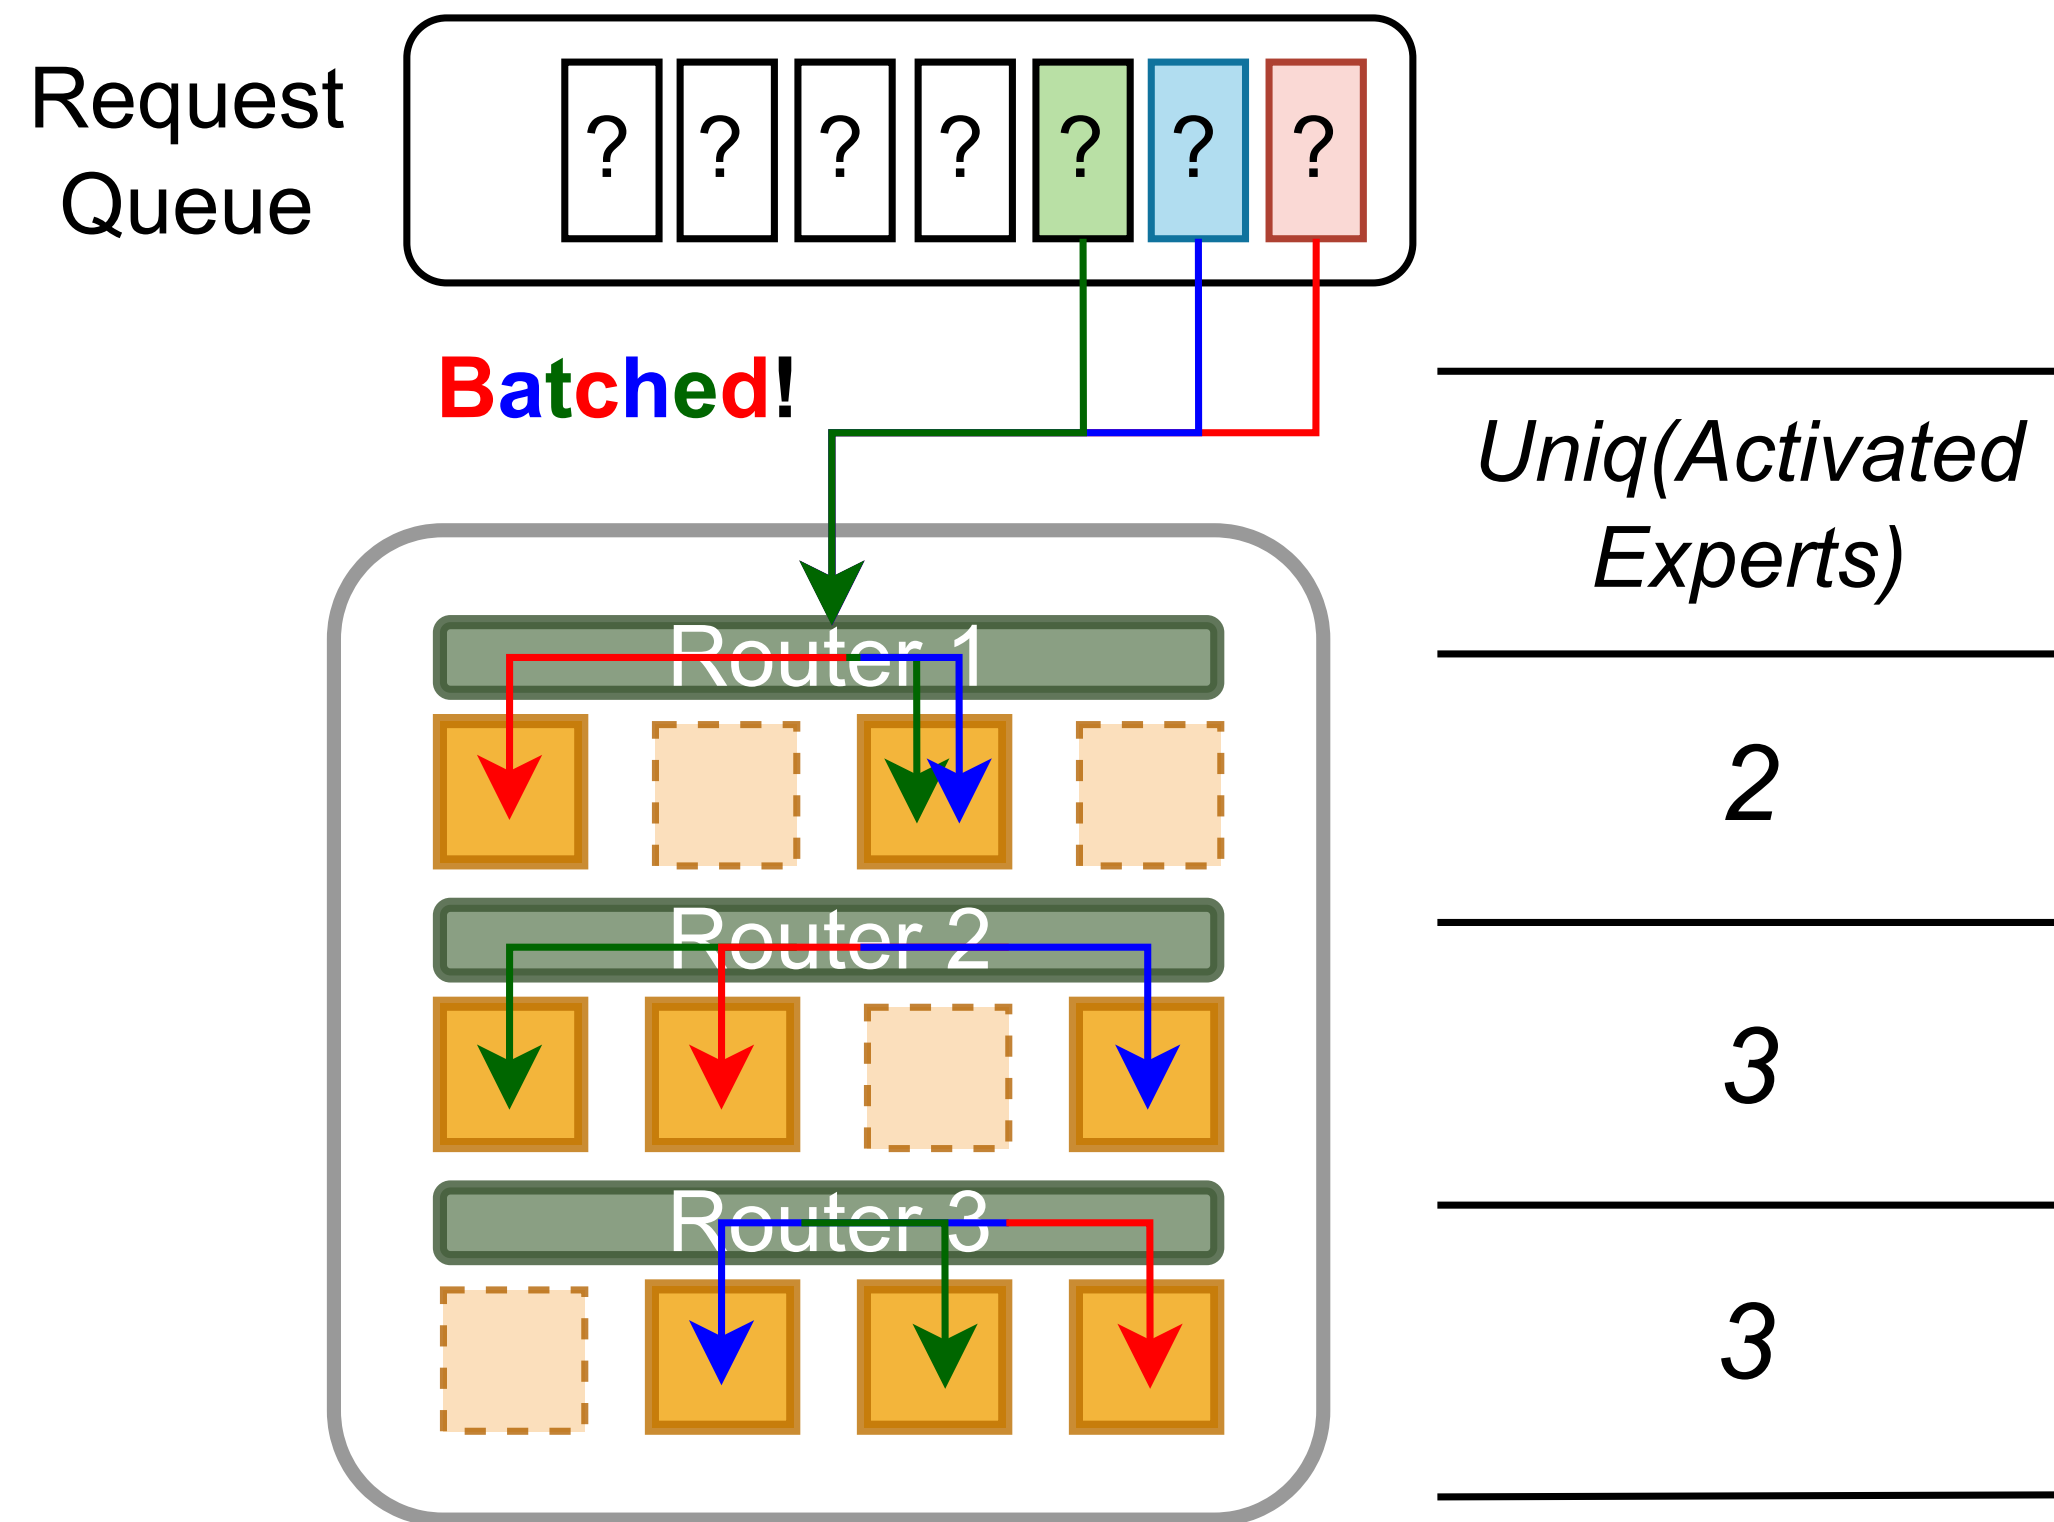 Request
Queue
? ? ? ? ? ? ?
Batched!
Uniq(Activated
Experts)
Router 1
2
Router 2
3
Router 3
3